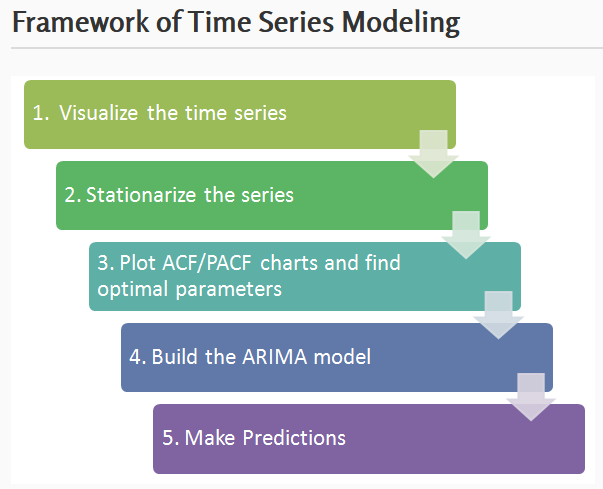 Framework of Time Series Modeling
1. Visualize the time series
2. Stationarize the series
3. Plot ACF/PACF charts and find
optimal parameters
4. Build the ARIMA model
5. Make Predictions